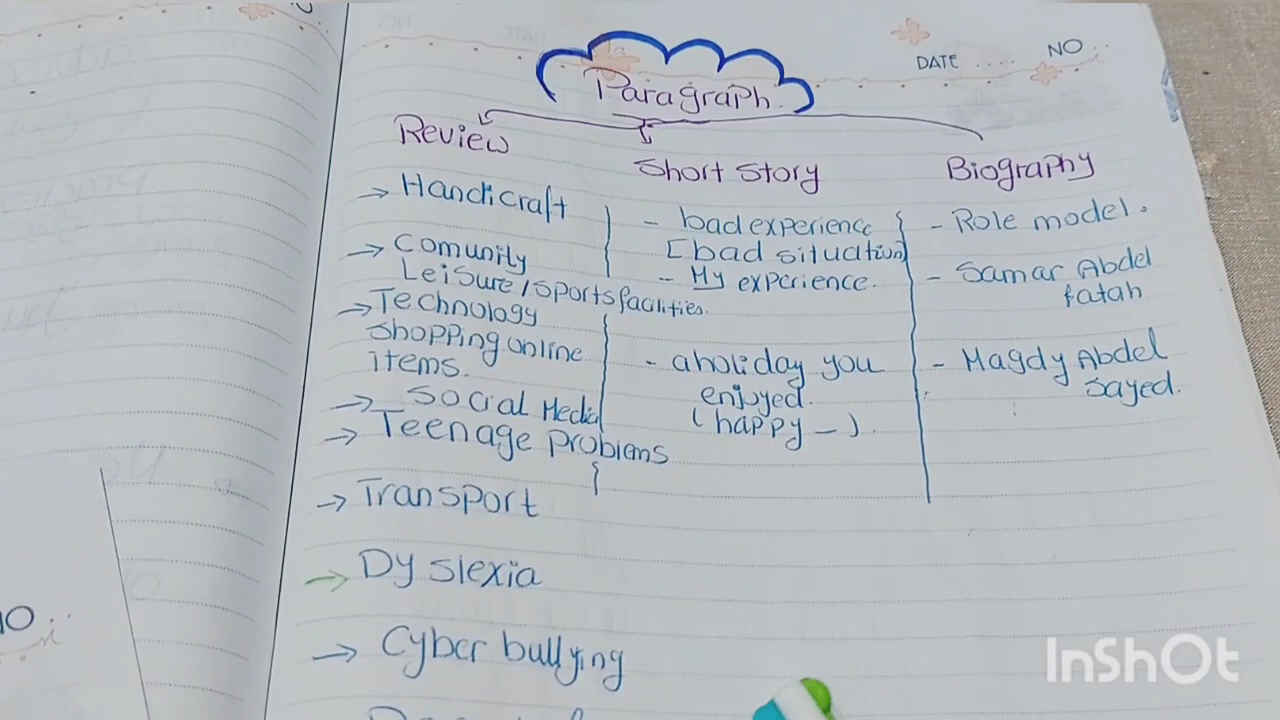 DATE ....
NO ..
Paragraph
Review
Short Story
Biography
→ Handicraft
→ Comunity
Leisure / sports facilities.
→ Technology
shopping online
items.
→ Social Media
→ Teenage problems
→ Transport
→ Dyslexia
→ Cyber bullying
- bad experience
[bad situation]
- My experience.
- a holiday you
enjoyed.
(happy _).
- Role model.
- Samar Abdel
fatah
- Magdy Abdel
Sayed.
NO ..
InShOt